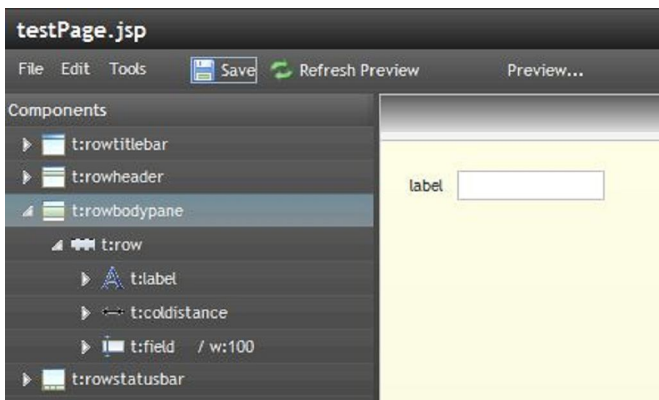 testPage.jsp
File Edit Tools Save Refresh Preview Preview...
Components
t:rowtitlebar
t:rowheader
label
t:rowbodypane
t:row
t:label
t:coldistance
t:field / w:100
t:rowstatusbar